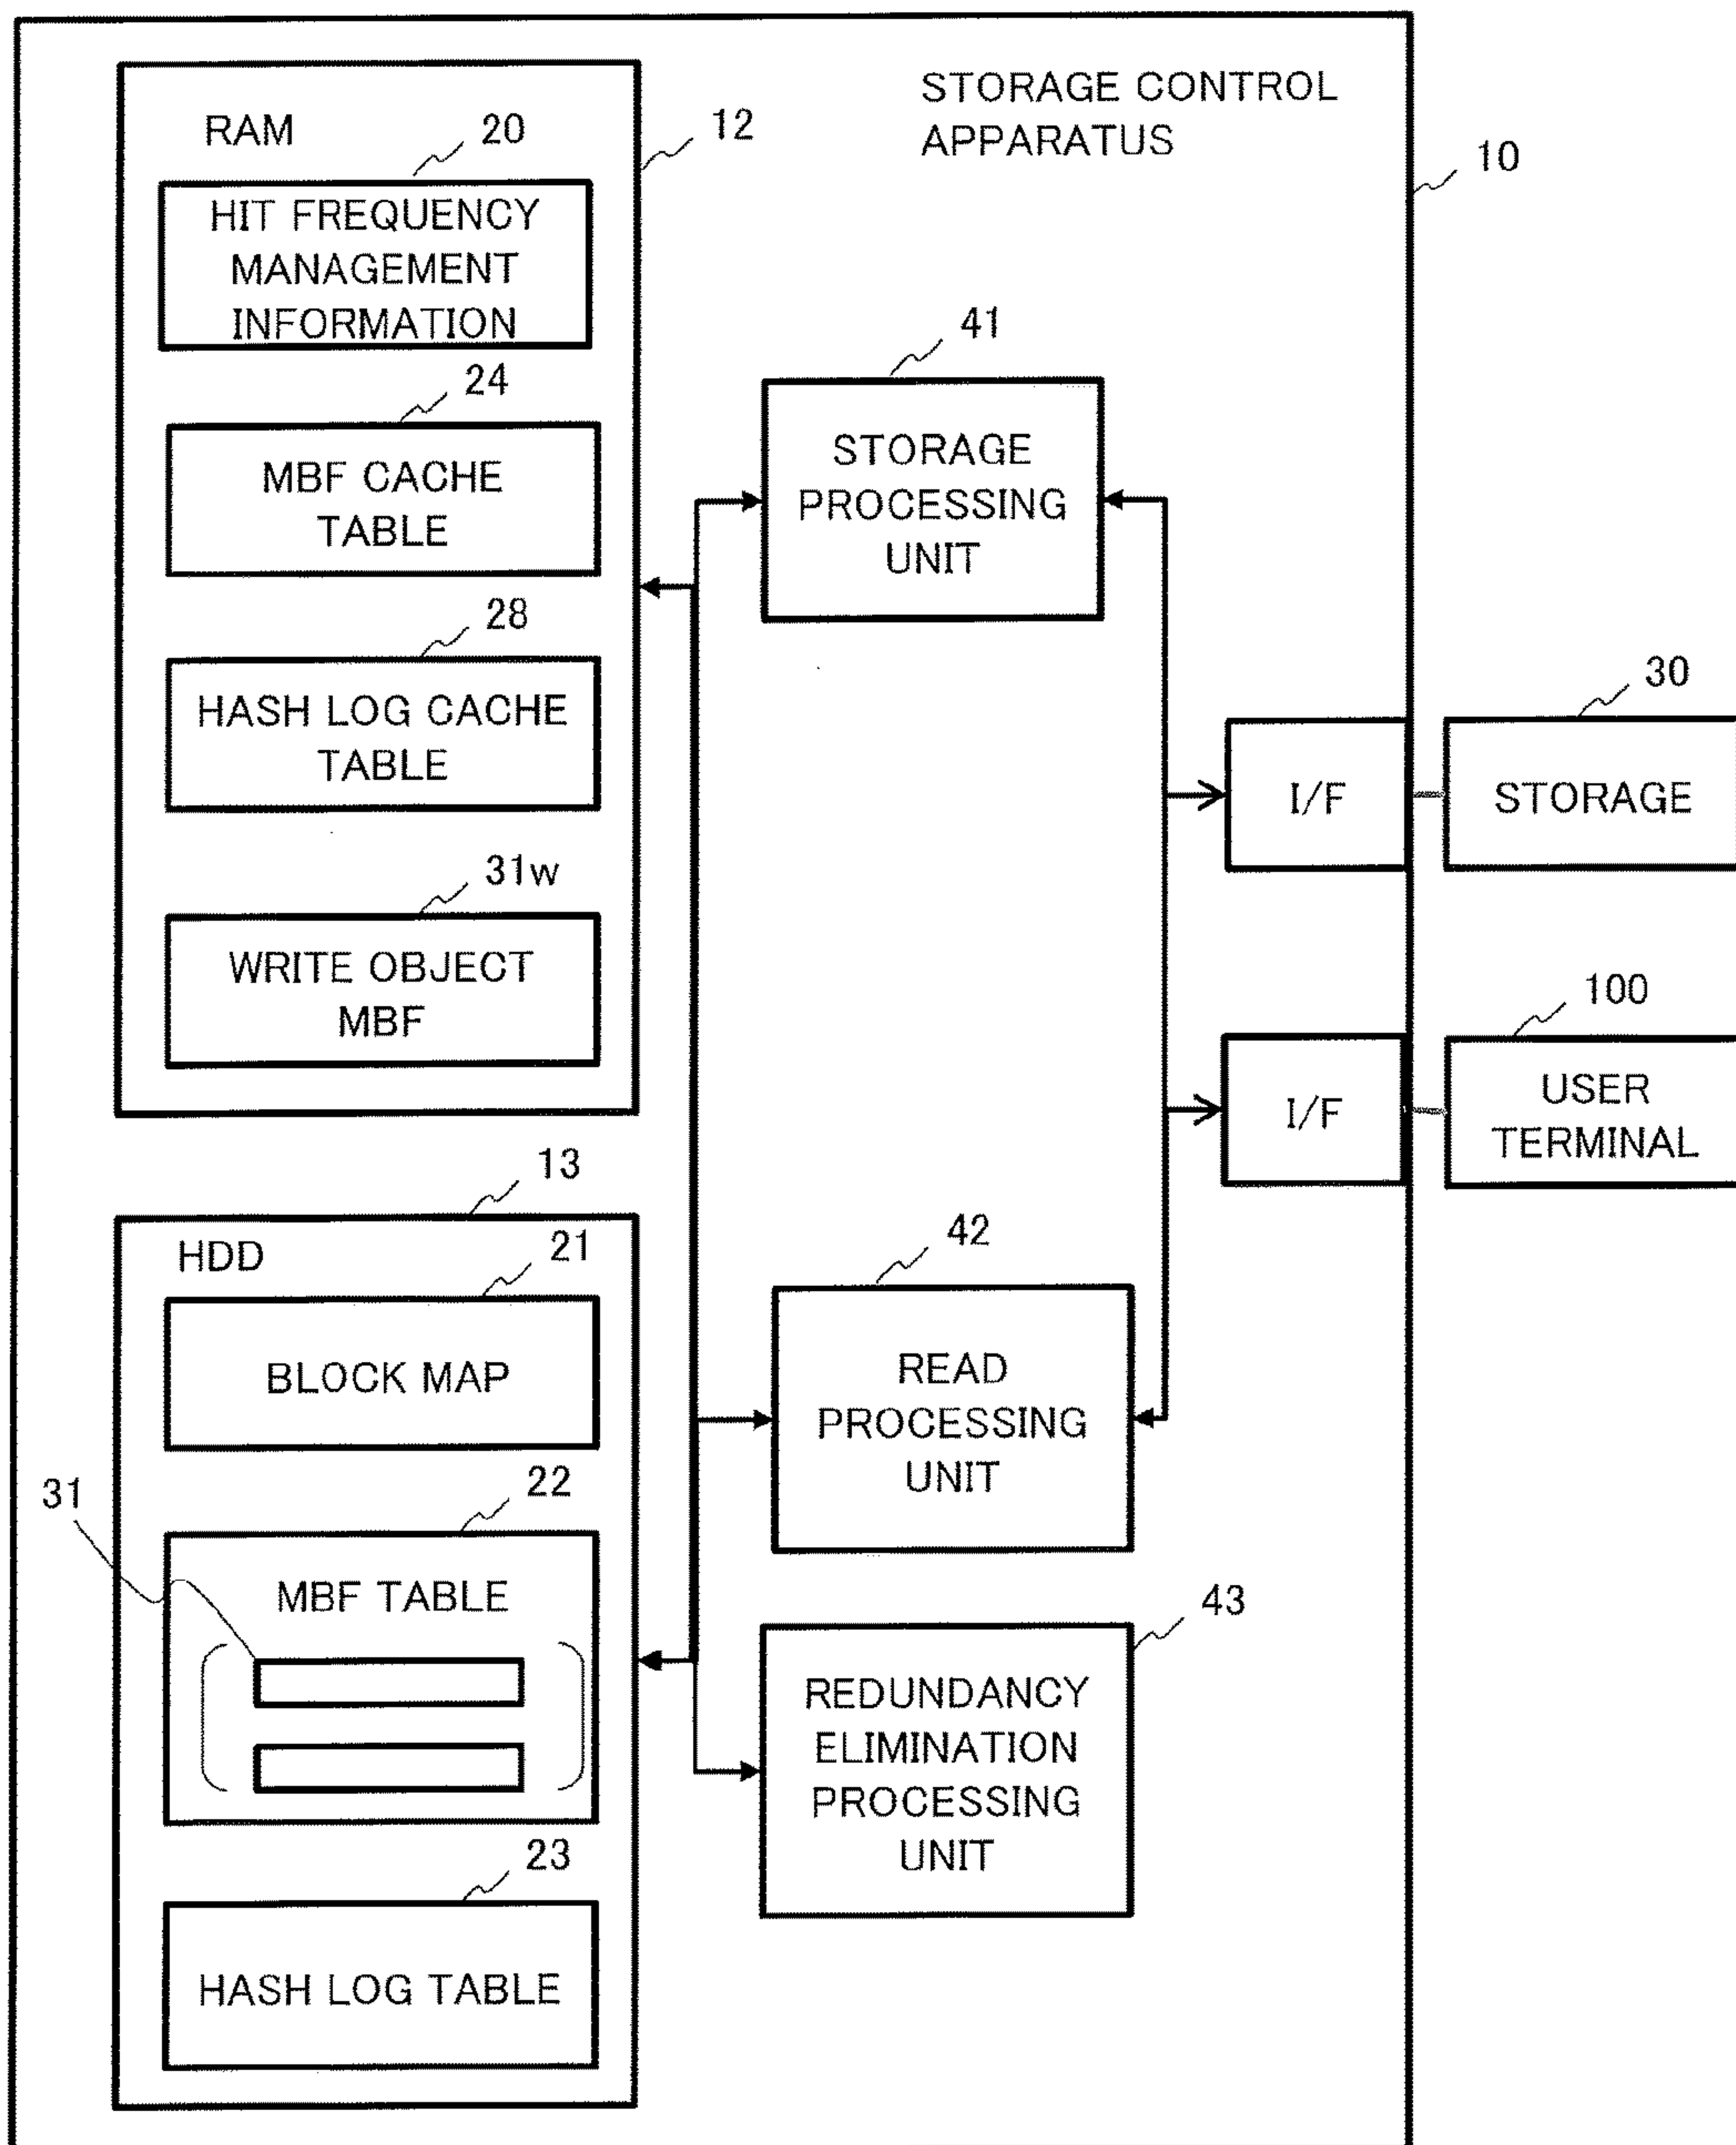 STORAGE CONTROL
APPARATUS
10
RAM
12
20
HIT FREQUENCY
MANAGEMENT
INFORMATION
24
MBF CACHE
TABLE
28
HASH LOG CACHE
TABLE
31w
WRITE OBJECT
MBF
41
STORAGE
PROCESSING
UNIT
30
I/F
STORAGE
100
I/F
USER
TERMINAL
13
HDD
21
BLOCK MAP
31
22
MBF TABLE
23
HASH LOG TABLE
42
READ
PROCESSING
UNIT
43
REDUNDANCY
ELIMINATION
PROCESSING
UNIT